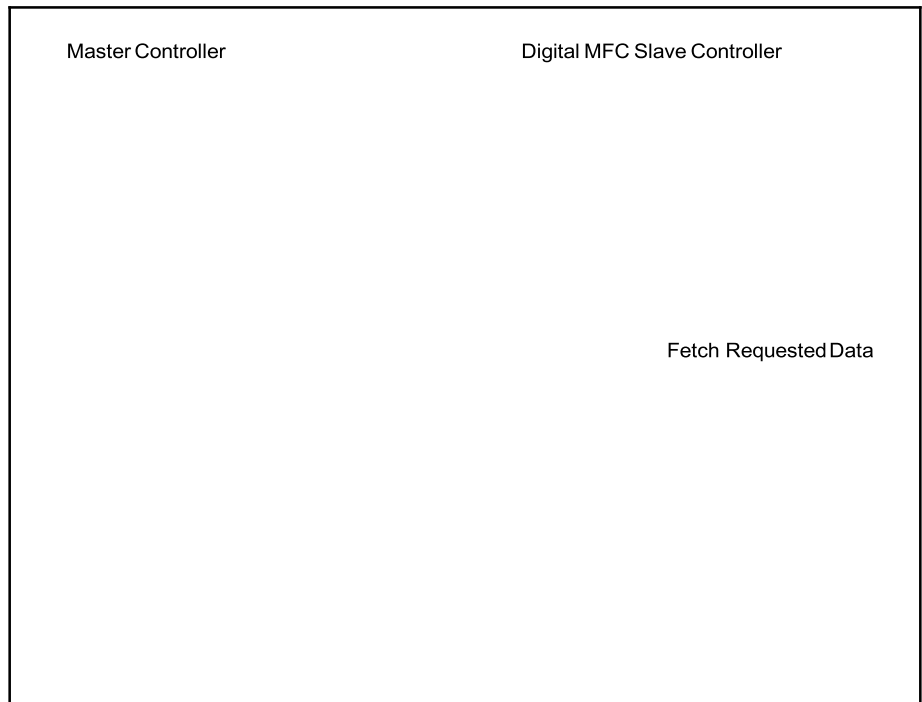 Master Controller
Digital MFC Slave Controller
Fetch Requested Data